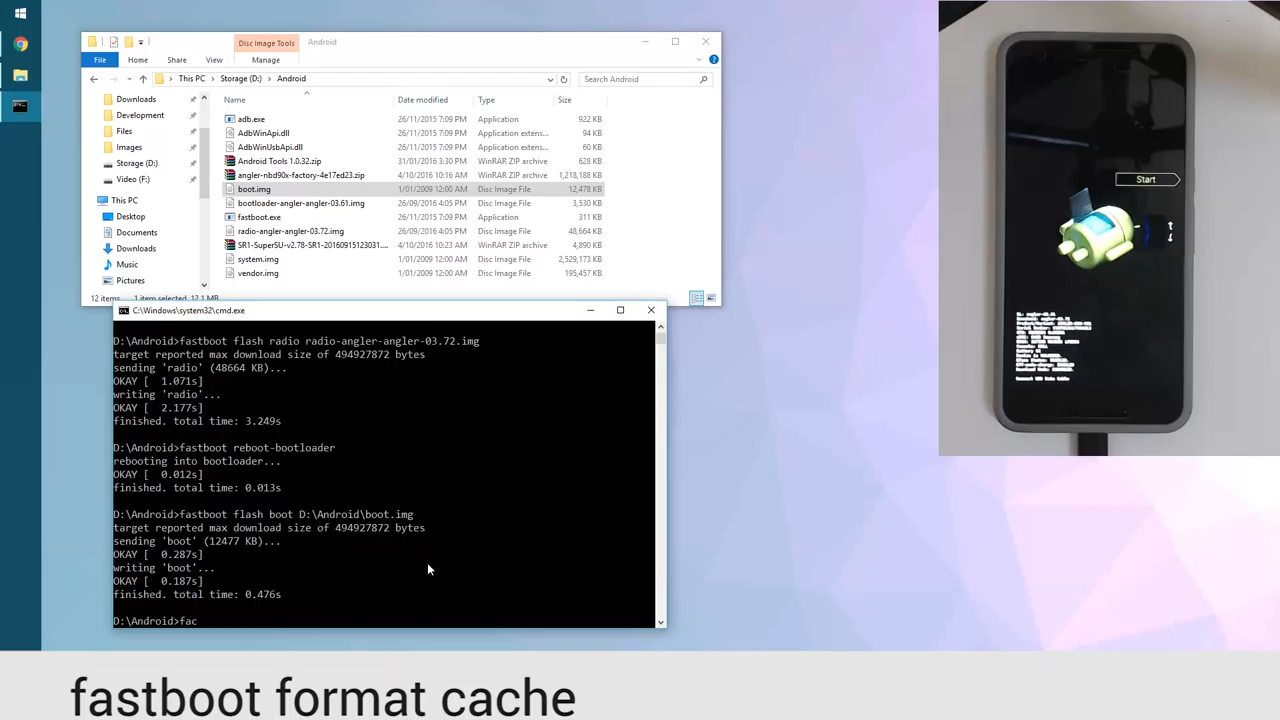 Disc Image Tools
Android
File
Home
Share
View
Manage
This PC
Storage (D:)
Android
Search Android
Downloads
Development
Files
Images
Storage (D:)
Video (F:)
This PC
Desktop
Documents
Downloads
Music
Pictures
Name Date modified Type Size
adb.exe 26/11/2015 7:09 PM Application 922 KB
AdbWinApi.dll 26/11/2015 7:09 PM Application extens... 94 KB
AdbWinUsbApi.dll 26/11/2015 7:09 PM Application extens... 60 KB
Android Tools 1.0.32.zip 31/01/2016 3:30 PM WinRAR ZIP archive 628 KB
angler-nbd90x-factory-4e17ed23.zip 4/10/2016 10:16 AM WinRAR ZIP archive 1,218,188 KB
boot.img 1/01/2009 12:00 AM Disc Image File 12,478 KB
bootloader-angler-angler-03.61.img 26/09/2016 4:05 PM Disc Image File 3,530 KB
fastboot.exe 26/11/2015 7:09 PM Application 311 KB
radio-angler-angler-03.72.img 26/09/2016 4:05 PM Disc Image File 48,664 KB
SR1-SuperSU-v2.78-SR1-20160915123031.... 4/10/2016 10:23 AM WinRAR ZIP archive 4,890 KB
system.img 1/01/2009 12:00 AM Disc Image File 2,529,173 KB
vendor.img 1/01/2009 12:00 AM Disc Image File 195,457 KB
12 items 1 item selected 12.1 MB
C:\Windows\system32\cmd.exe
D:\Android>fastboot flash radio radio-angler-angler-03.72.img
target reported max download size of 494927872 bytes
sending 'radio' (48664 KB)...
OKAY [ 1.071s]
writing 'radio'...
OKAY [ 2.177s]
finished. total time: 3.249s
D:\Android>fastboot reboot-bootloader
rebooting into bootloader...
OKAY [ 0.012s]
finished. total time: 0.013s
D:\Android>fastboot flash boot D:\Android\boot.img
target reported max download size of 494927872 bytes
sending 'boot' (12477 KB)...
OKAY [ 0.287s]
writing 'boot'...
OKAY [ 0.187s]
finished. total time: 0.476s
D:\Android>fac
Start
fastboot format cache